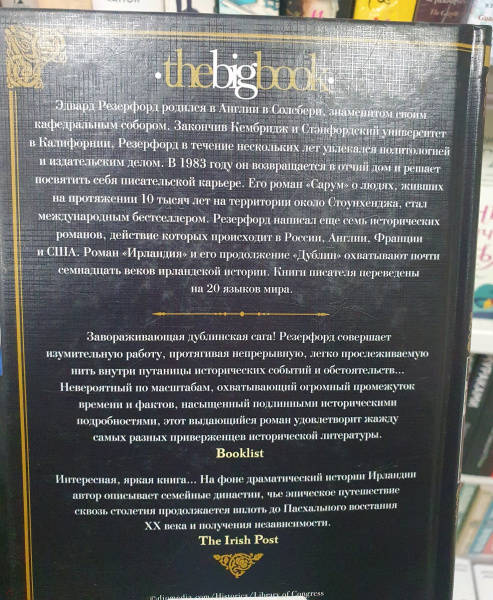 ·thebigbook·
Эдвард Резерфорд родился в Англии в Солсбери, знаменитом своим
кафедральным собором. Закончив Кембридж и Стэнфордский университет
в Калифорнии, Резерфорд в течение нескольких лет увлекался политологией
и издательским делом. В 1983 году он возвращается в отчий дом и решает
посвятить себя писательской карьере. Его роман «Сарум» о людях, живших
на протяжении 10 тысяч лет на территории около Стоунхенджа, стал
международным бестселлером. Резерфорд написал еще семь исторических
романов, действие которых происходит в России, Англии, Франции
и США. Роман «Ирландия» и его продолжение «Дублин» охватывают почти
семнадцать веков ирландской истории. Книги писателя переведены
на 20 языков мира.
Завораживающая дублинская сага! Резерфорд совершает
изумительную работу, протягивая непрерывную, легко прослеживаемую
нить внутри путаницы исторических событий и обстоятельств...
Невероятный по масштабам, охватывающий огромный промежуток
времени и фактов, насыщенный подлинными историческими
подробностями, этот выдающийся роман удовлетворит жажду
самых разных приверженцев исторической литературы.
Booklist
Интересная, яркая книга... На фоне драматический истории Ирландии
автор описывает семейные династии, чье эпическое путешествие
сквозь столетия продолжается вплоть до Пасхального восстания
XX века и получения независимости.
The Irish Post
©diomedia.com/Historica/Library of Congress